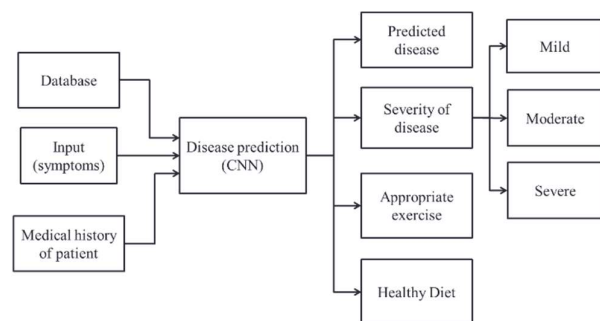 Database
Input
(symptoms)
Medical history
of patient
Disease prediction
(CNN)
Predicted
disease
Severity of
disease
Appropriate
exercise
Healthy Diet
Mild
Moderate
Severe